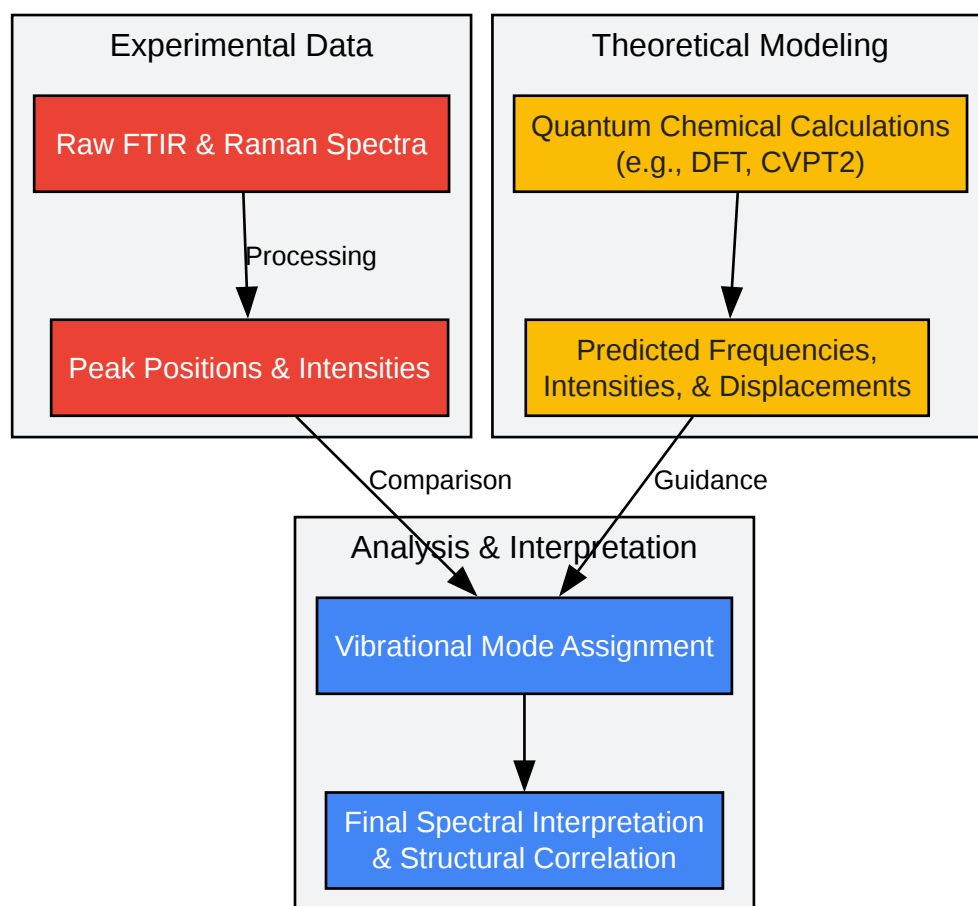 Experimental Data
Theoretical Modeling
Raw FTIR & Raman Spectra
Quantum Chemical Calculations
(e.g., DFT, CVPT2)
Processing
Peak Positions & Intensities
Predicted Frequencies,
Intensities, & Displacements
Comparison
Guidance
Analysis & Interpretation
Vibrational Mode Assignment
Final Spectral Interpretation
& Structural Correlation